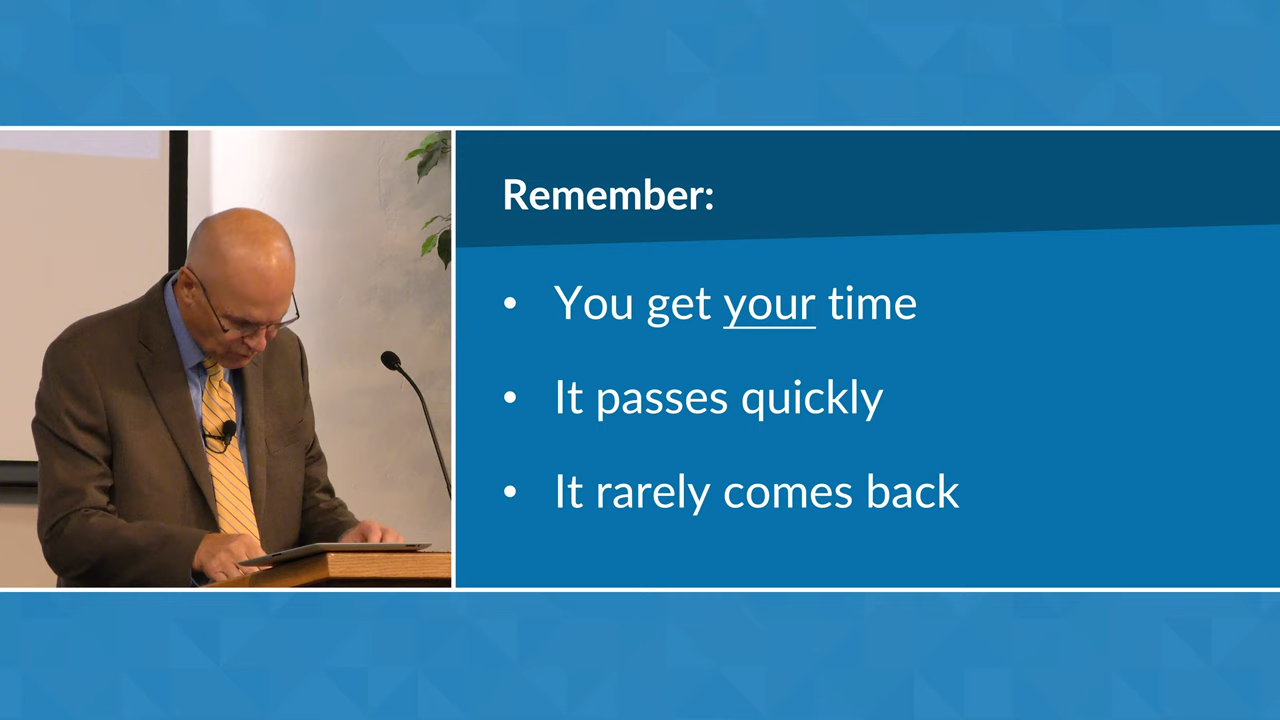 Remember:
• You get your time
• It passes quickly
• It rarely comes back